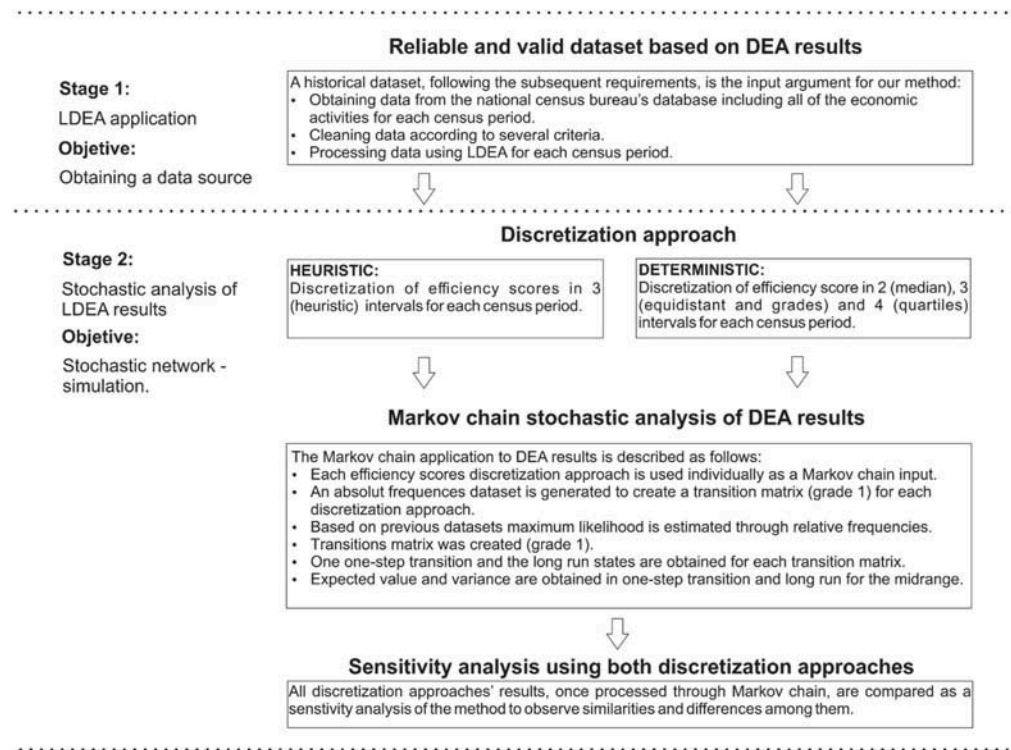 Reliable and valid dataset based on DEA results
Stage 1:
LDEA application
Objetive:
Obtaining a data source
A historical dataset, following the subsequent requirements, is the input argument for our method:
• Obtaining data from the national census bureau's database including all of the economic
activities for each census period.
• Cleaning data according to several criteria.
• Processing data using LDEA for each census period.
Discretization approach
Stage 2:
Stochastic analysis of
LDEA results
Objetive:
Stochastic network -
simulation.
HEURISTIC:
Discretization of efficiency scores in 3
(heuristic) intervals for each census period.
DETERMINISTIC:
Discretization of efficiency score in 2 (median), 3
(equidistant and grades) and 4 (quartiles)
intervals for each census period.
Markov chain stochastic analysis of DEA results
The Markov chain application to DEA results is described as follows:
• Each efficiency scores discretization approach is used individually as a Markov chain input.
• An absolut frequences dataset is generated to create a transition matrix (grade 1) for each
discretization approach.
• Based on previous datasets maximum likelihood is estimated through relative frequencies.
• Transitions matrix was created (grade 1).
• One one-step transition and the long run states are obtained for each transition matrix.
• Expected value and variance are obtained in one-step transition and long run for the midrange.
Sensitivity analysis using both discretization approaches
All discretization approaches' results, once processed through Markov chain, are compared as a
senstivity analysis of the method to observe similarities and differences among them.